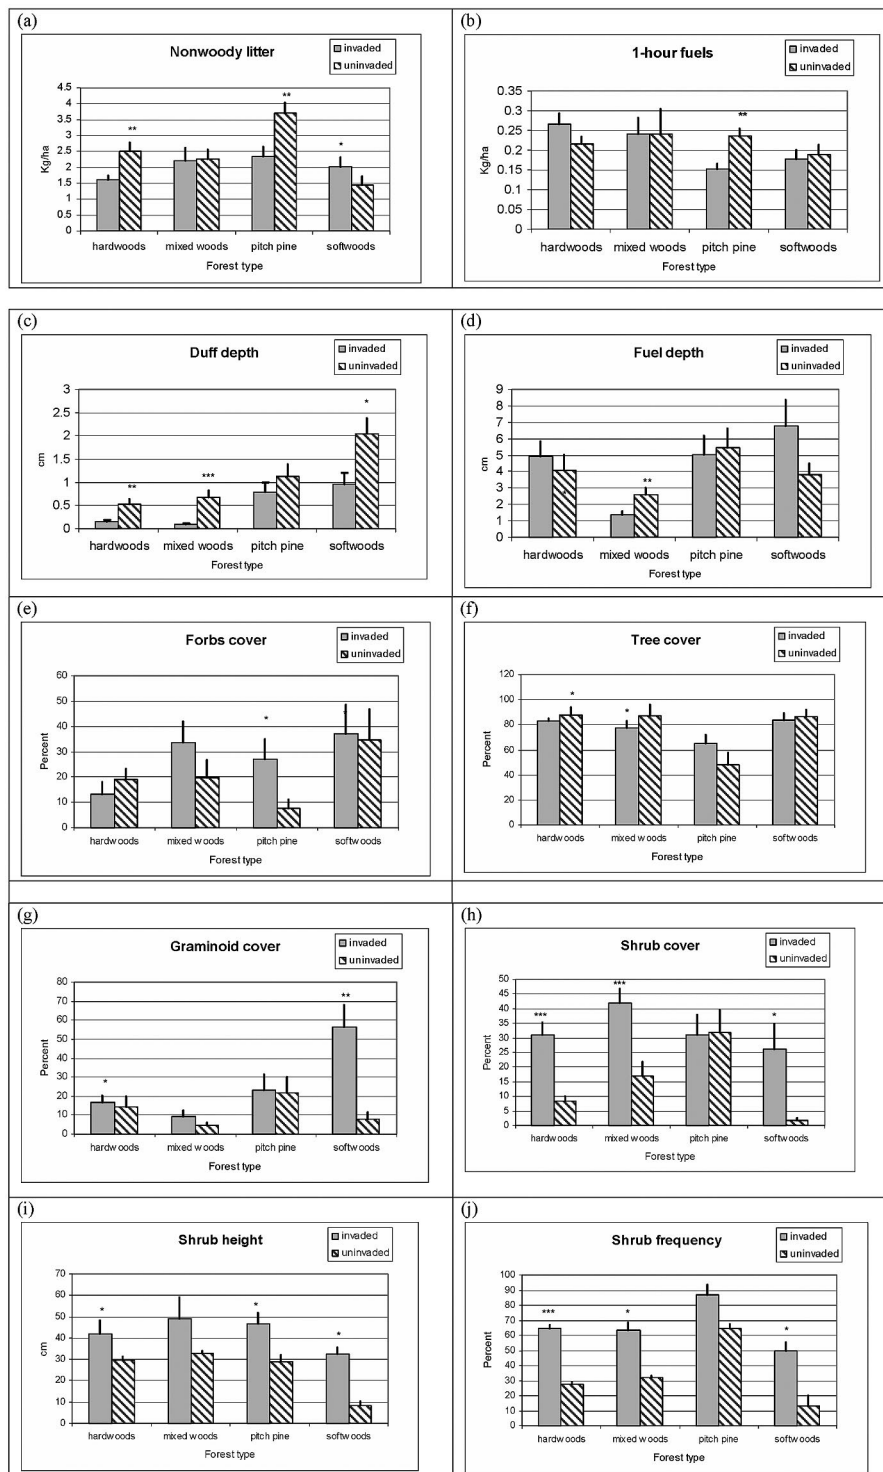 (a)
Nonwoody litter
invaded
uninvaded
4.5
4
3.5
3
2.5
2
1.5
1
0.5
0
Kg/ha
**
**
*
hardwoods mixed woods pitch pine softwoods
Forest type
(b)
1-hour fuels
invaded
uninvaded
0.35
0.3
0.25
0.2
0.15
0.1
0.05
0
Kg/ha
**
hardwoods mixed woods pitch pine softwoods
Forest type
(c)
Duff depth
invaded
uninvaded
3
2.5
2
1.5
1
0.5
0
cm
**
***
*
hardwoods mixed woods pitch pine softwoods
Forest type
(d)
Fuel depth
invaded
uninvaded
9
8
7
6
5
4
3
2
1
0
cm
*
**
hardwoods mixed woods pitch pine softwoods
Forest type
(e)
Forbs cover
invaded
uninvaded
60
50
40
30
20
10
0
Percent
*
*
hardwoods mixed woods pitch pine softwoods
Forest type
(f)
Tree cover
invaded
uninvaded
120
100
80
60
40
20
0
Percent
*
*
hardwoods mixed woods pitch pine softwoods
Forest type
(g)
Graminoid cover
invaded
uninvaded
80
70
60
50
40
30
20
10
0
Percent
*
**
hardwoods mixed woods pitch pine softwoods
Forest type
(h)
Shrub cover
invaded
uninvaded
50
45
40
35
30
25
20
15
10
5
0
Percent
***
***
*
hardwoods mixed woods pitch pine softwoods
Forest type
(i)
Shrub height
invaded
uninvaded
70
60
50
40
30
20
10
0
cm
*
*
*
hardwoods mixed woods pitch pine softwoods
Forest type
(j)
Shrub frequency
invaded
uninvaded
100
90
80
70
60
50
40
30
20
10
0
Percent
***
*
*
hardwoods mixed woods pitch pine softwoods
Forest type